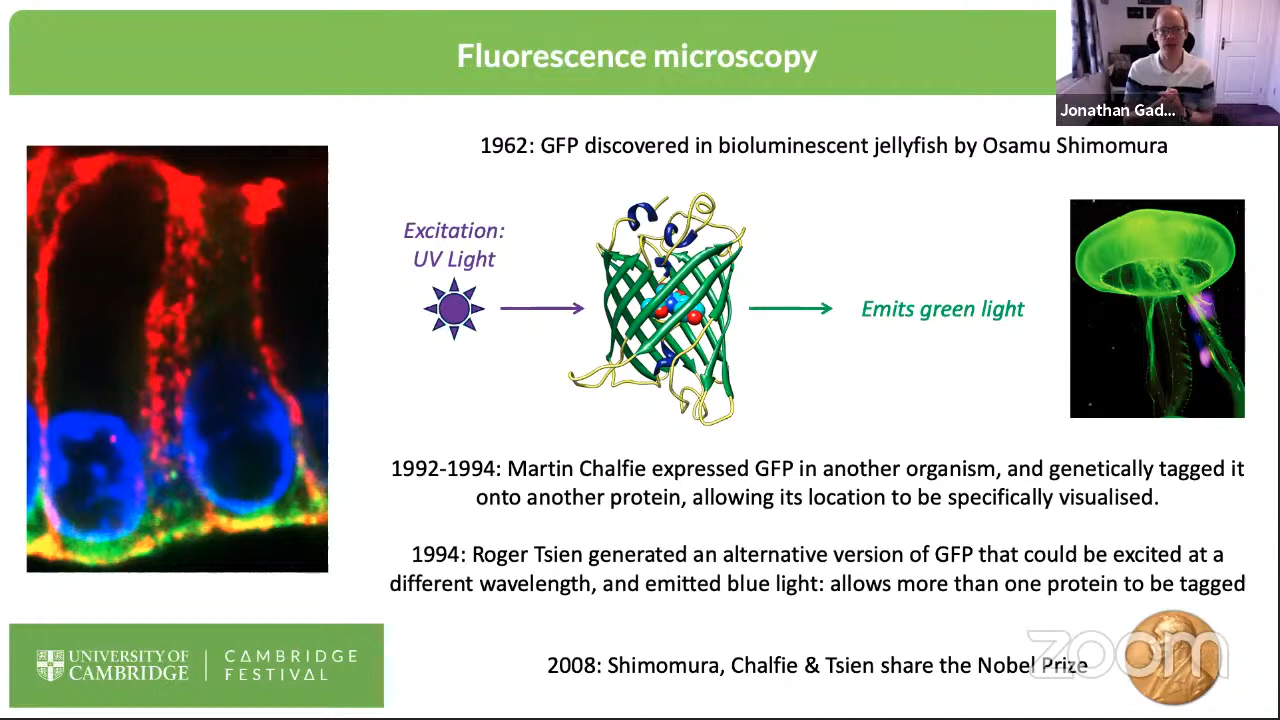 Fluorescence microscopy
Jonathan Gad...
1962: GFP discovered in bioluminescent jellyfish by Osamu Shimomura
Excitation:
UV Light
Emits green light
1992-1994: Martin Chalfie expressed GFP in another organism, and genetically tagged it
onto another protein, allowing its location to be specifically visualised.
1994: Roger Tsien generated an alternative version of GFP that could be excited at a
different wavelength, and emitted blue light: allows more than one protein to be tagged
2008: Shimomura, Chalfie & Tsien share the Nobel Prize
zoom
UNIVERSITY OF
CAMBRIDGE
CAMBRIDGE
FESTIVAL